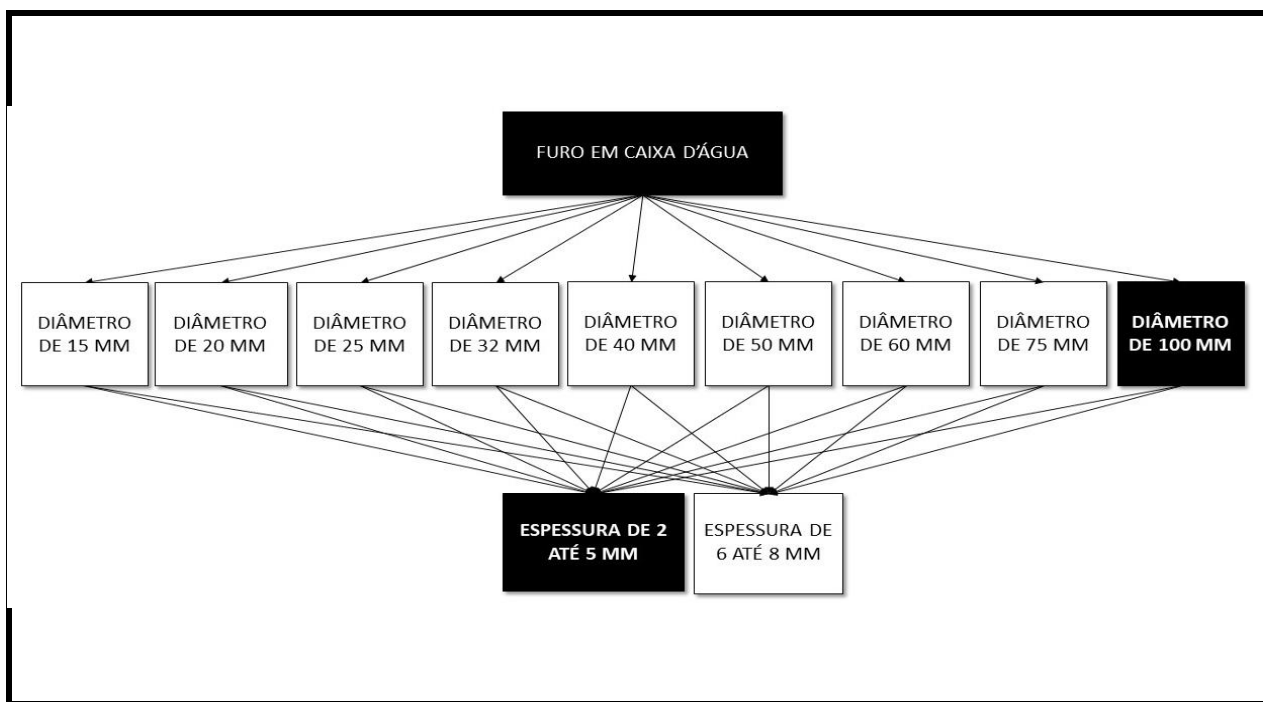 FURO EM CAIXA D’ÁGUA
DIÂMETRO
DE 15 MM
DIÂMETRO
DE 20 MM
DIÂMETRO
DE 25 MM
DIÂMETRO
DE 32 MM
DIÂMETRO
DE 40 MM
DIÂMETRO
DE 50 MM
DIÂMETRO
DE 60 MM
DIÂMETRO
DE 75 MM
DIÂMETRO
DE 100 MM
ESPESSURA DE 2
ATÉ 5 MM
ESPESSURA DE
6 ATÉ 8 MM